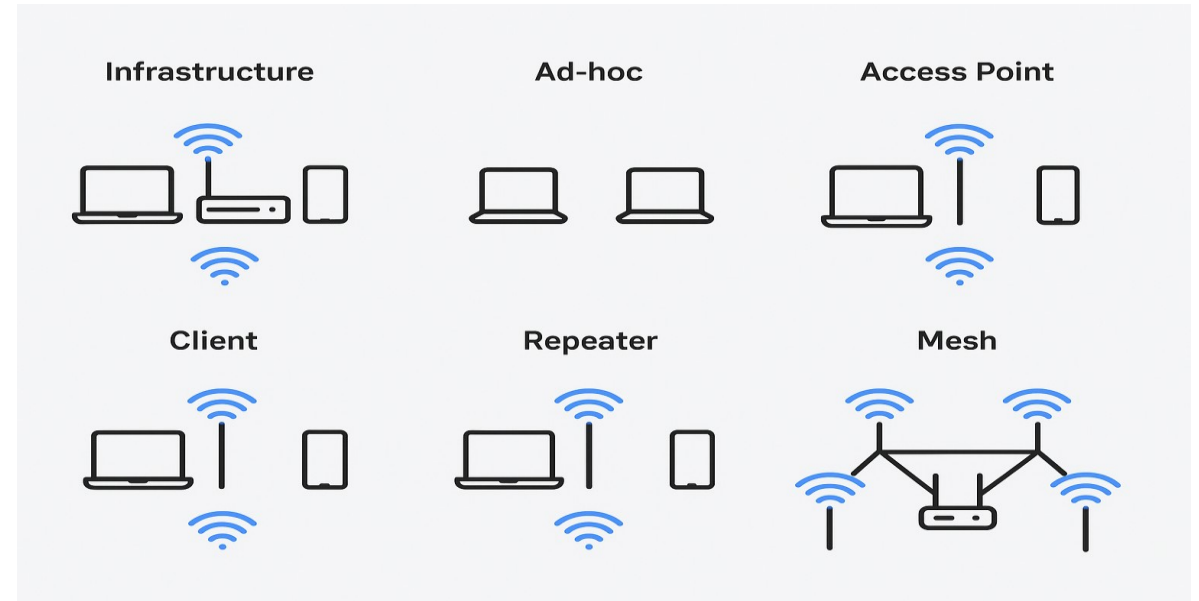 Infrastructure
Ad-hoc
Access Point
Client
Repeater
Mesh